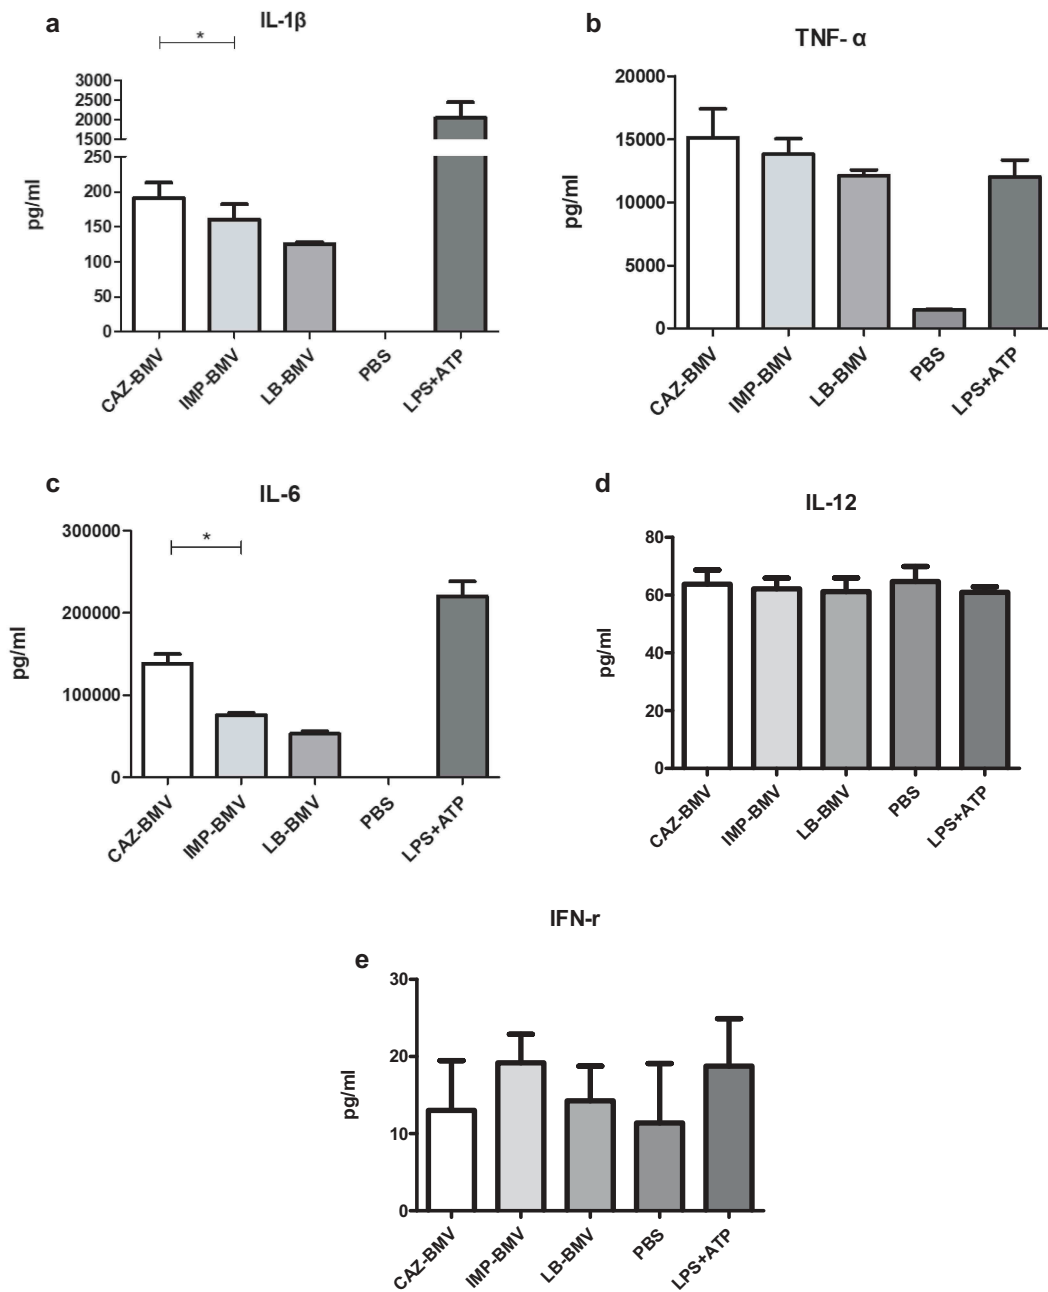 a
IL-1β
*
3000
2500
2000
1500
250
200
150
100
50
0
pg/ml
CAZ-BMV
IMP-BMV
LB-BMV
PBS
LPS+ATP
b
TNF- α
20000
15000
10000
5000
0
pg/ml
CAZ-BMV
IMP-BMV
LB-BMV
PBS
LPS+ATP
c
IL-6
*
300000
200000
100000
0
pg/ml
CAZ-BMV
IMP-BMV
LB-BMV
PBS
LPS+ATP
d
IL-12
80
60
40
20
0
pg/ml
CAZ-BMV
IMP-BMV
LB-BMV
PBS
LPS+ATP
IFN-r
e
30
20
10
0
pg/ml
CAZ-BMV
IMP-BMV
LB-BMV
PBS
LPS+ATP